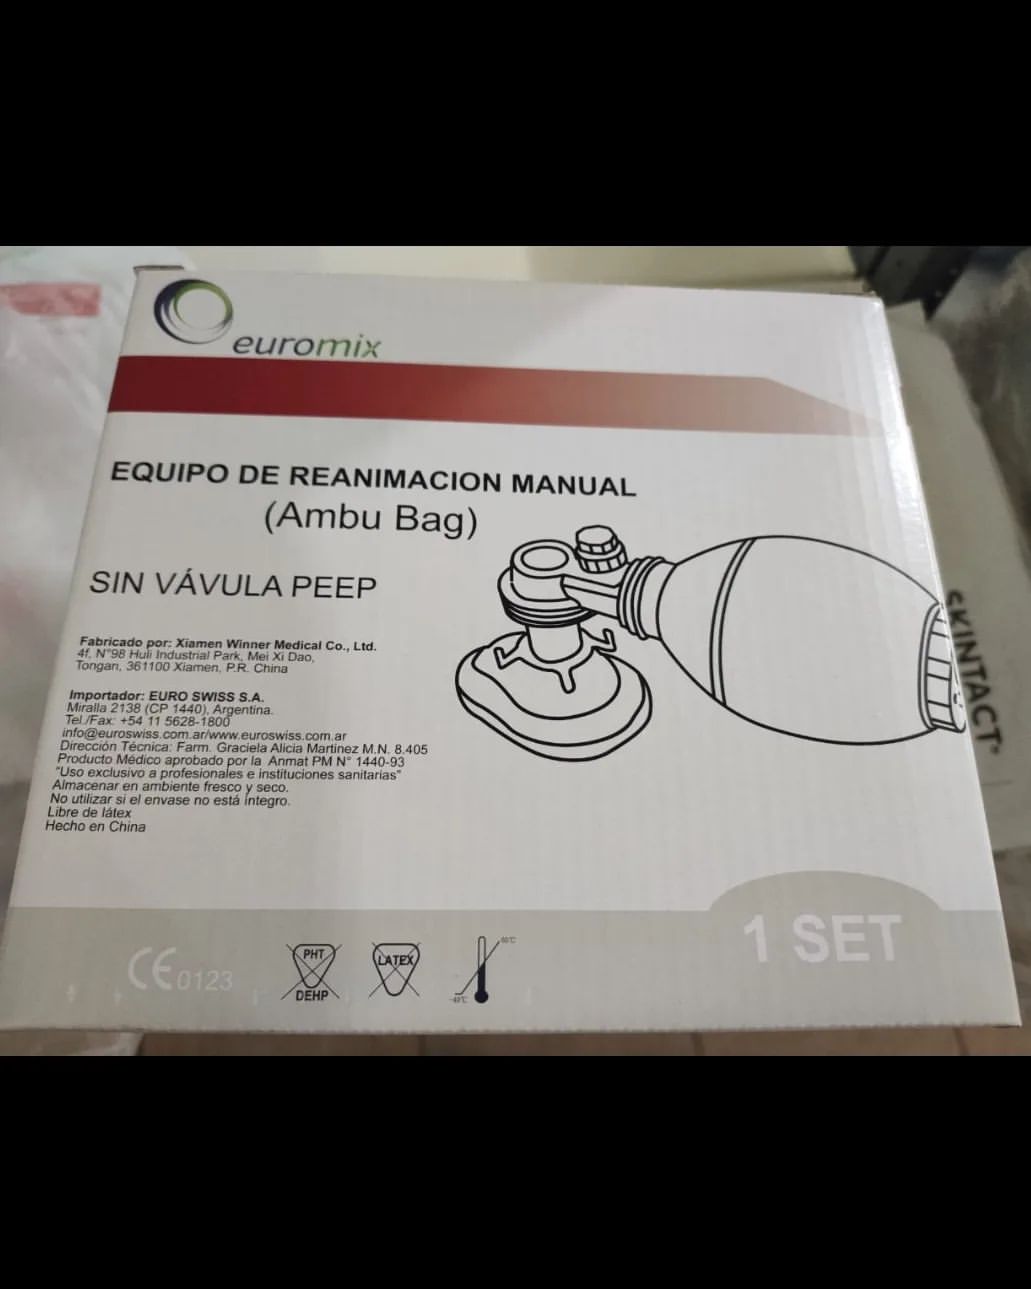 euromix
EQUIPO DE REANIMACION MANUAL
(Ambu Bag)
SIN VÁVULA PEEP
Fabricado por: Xiamen Winner Medical Co., Ltd.
4f, N°98 Huli Industrial Park, Mei Xi Dao,
Tongan, 361100 Xiamen, P.R. China
Importador: EURO SWISS S.A.
Miralla 2138 (CP 1440), Argentina.
Tel./Fax: +54 11 5628-1800
info@euroswiss.com.ar/www.euroswiss.com.ar
Dirección Técnica: Farm. Graciela Alicia Martinez M.N. 8.405
Producto Médico aprobado por la Anmat PM N° 1440-93
"Uso exclusivo a profesionales e instituciones sanitarias"
Almacenar en ambiente fresco y seco.
No utilizar si el envase no está íntegro.
Libre de látex
Hecho en China
SKINTACT®
1 SET
CE 0123
PHT
DEHP
LATEX
-40°C
60°C